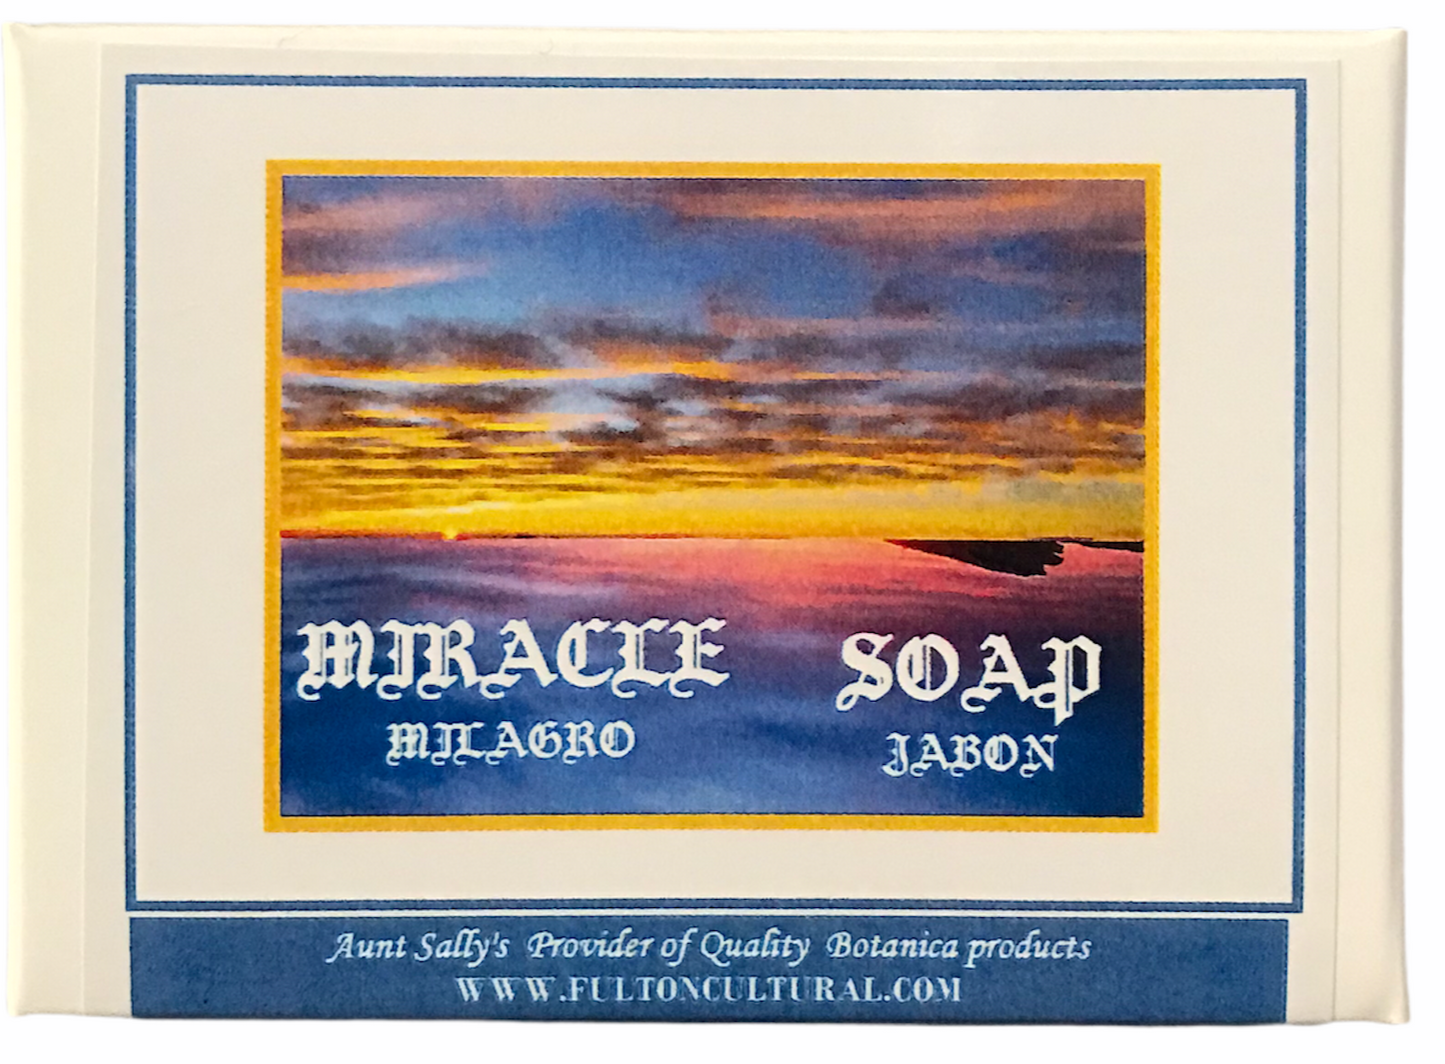 MIRACLE SOAP
MILAGRO JABON
Aunt Sally's Provider of Quality Botanica products
WWW.FULTONCULTURAL.COM